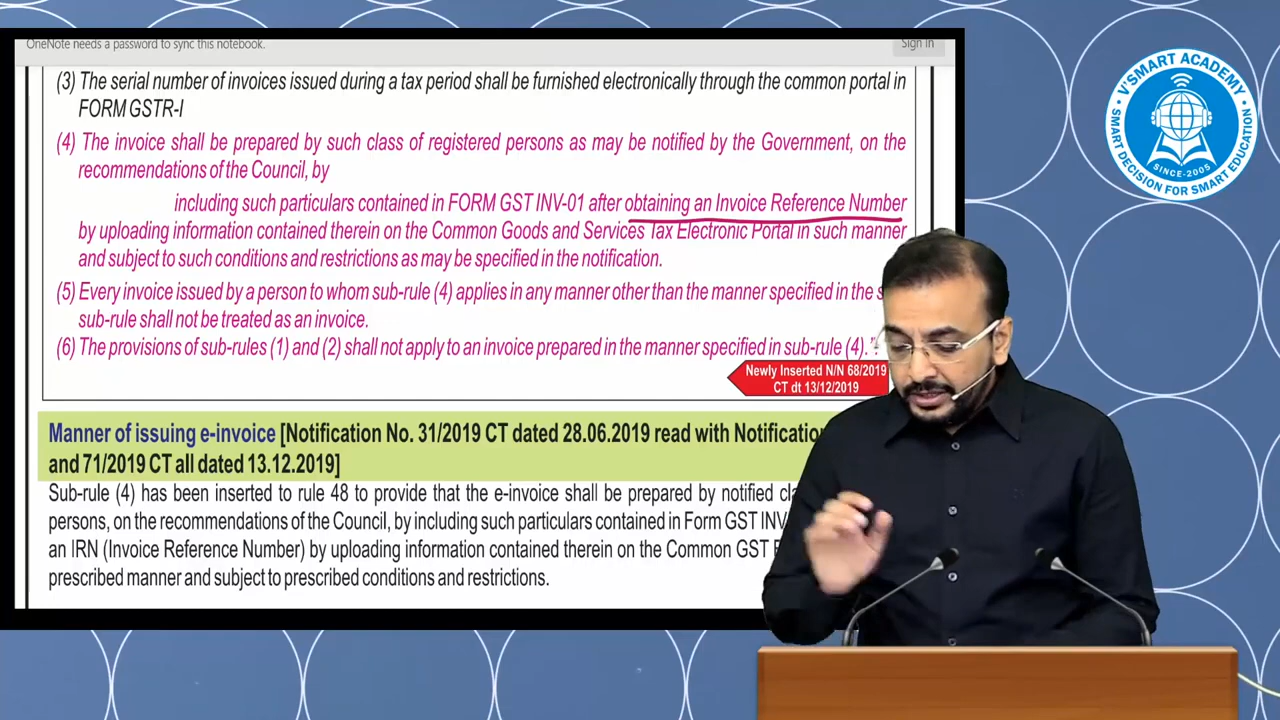 OneNote needs a password to sync this notebook.
Sign in
(3) The serial number of invoices issued during a tax period shall be furnished electronically through the common portal in
FORM GSTR-I
(4) The invoice shall be prepared by such class of registered persons as may be notified by the Government, on the
recommendations of the Council, by
including such particulars contained in FORM GST INV-01 after obtaining an Invoice Reference Number
by uploading information contained therein on the Common Goods and Services Tax Electronic Portal in such manner
and subject to such conditions and restrictions as may be specified in the notification.
(5) Every invoice issued by a person to whom sub-rule (4) applies in any manner other than the manner specified in the
sub-rule shall not be treated as an invoice.
(6) The provisions of sub-rules (1) and (2) shall not apply to an invoice prepared in the manner specified in sub-rule (4).”.
Newly Inserted N/N 68/2019
CT dt 13/12/2019
Manner of issuing e-invoice [Notification No. 31/2019 CT dated 28.06.2019 read with
and 71/2019 CT all dated 13.12.2019]
Sub-rule (4) has been inserted to rule 48 to provide that the e-invoice shall be prepared by notified
persons, on the recommendations of the Council, by including such particulars contained in Form GST
an IRN (Invoice Reference Number) by uploading information contained therein on the Common GST
prescribed manner and subject to prescribed conditions and restrictions.
V'SMART ACADEMY
SINCE-2005
SMART DECISION FOR SMART EDUCATION